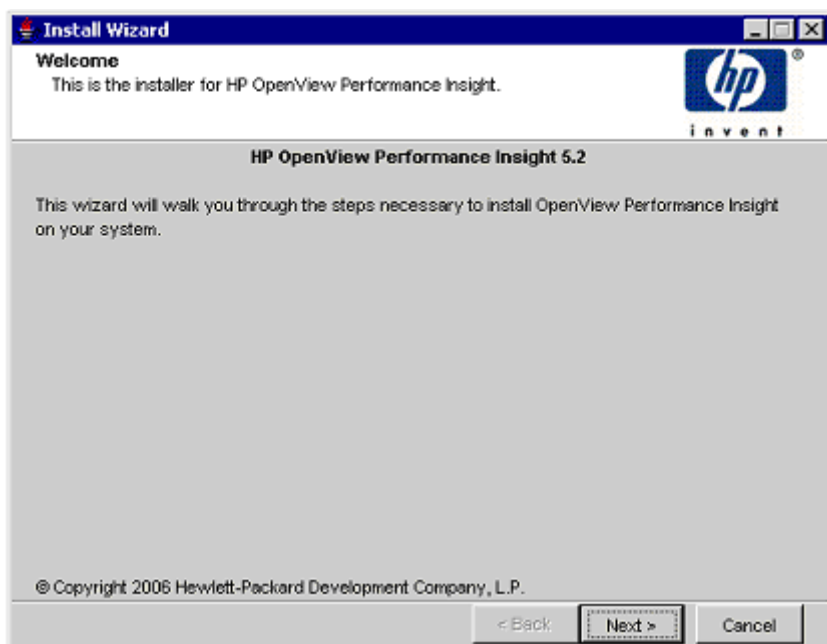 Install Wizard
Welcome
This is the installer for HP OpenView Performance Insight.
hp
®
invent
HP OpenView Performance Insight 5.2
This wizard will walk you through the steps necessary to install OpenView Performance Insight
on your system.
© Copyright 2006 Hewlett-Packard Development Company, L.P.
< Back
Next >
Cancel